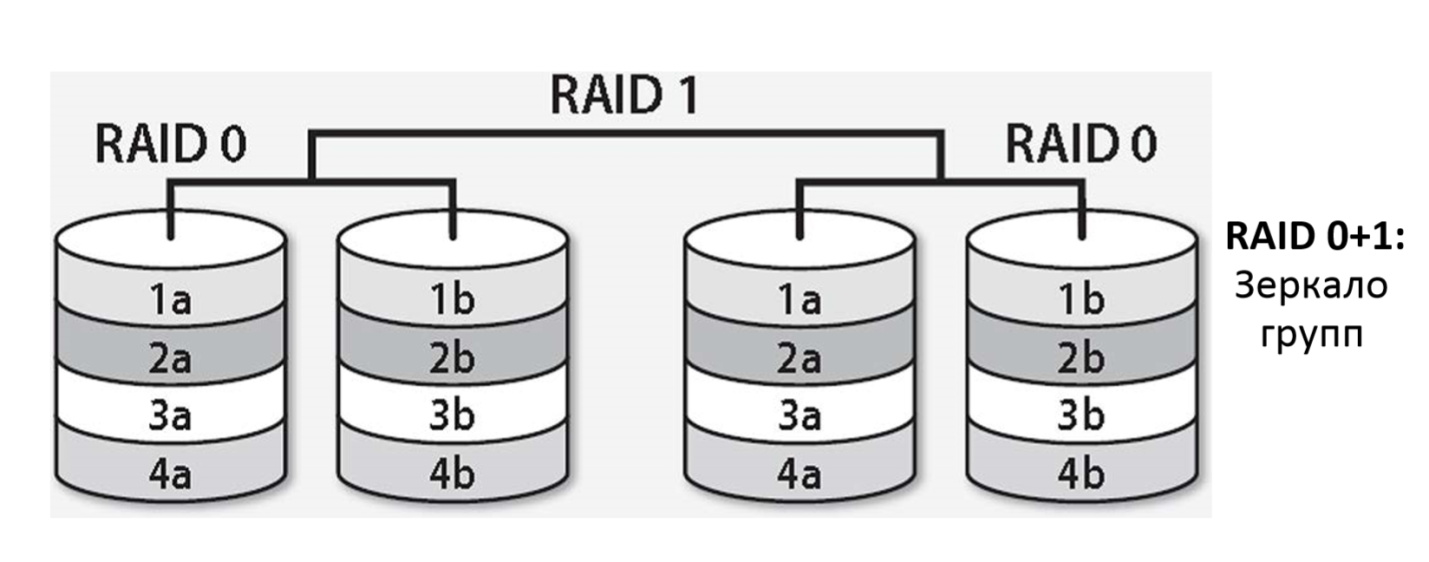 RAID 1
RAID 0
RAID 0
1a
1b
1a
1b
2a
2b
2a
2b
3a
3b
3a
3b
4a
4b
4a
4b
RAID 0+1:
Зеркало
групп